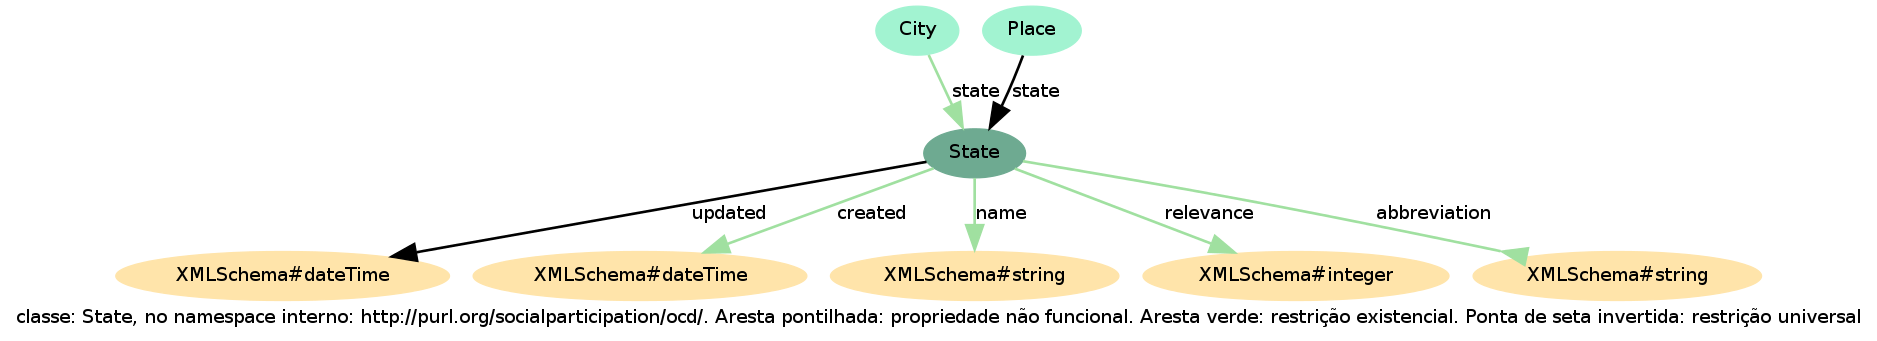 City
Place
state
state
State
updated
created
name
relevance
abbreviation
XMLSchema#dateTime
XMLSchema#dateTime
XMLSchema#string
XMLSchema#integer
XMLSchema#string
classe: State, no namespace interno: http://purl.org/socialparticipation/ocd/. Aresta pontilhada: propriedade não funcional. Aresta verde: restrição existencial. Ponta de seta invertida: restrição universal